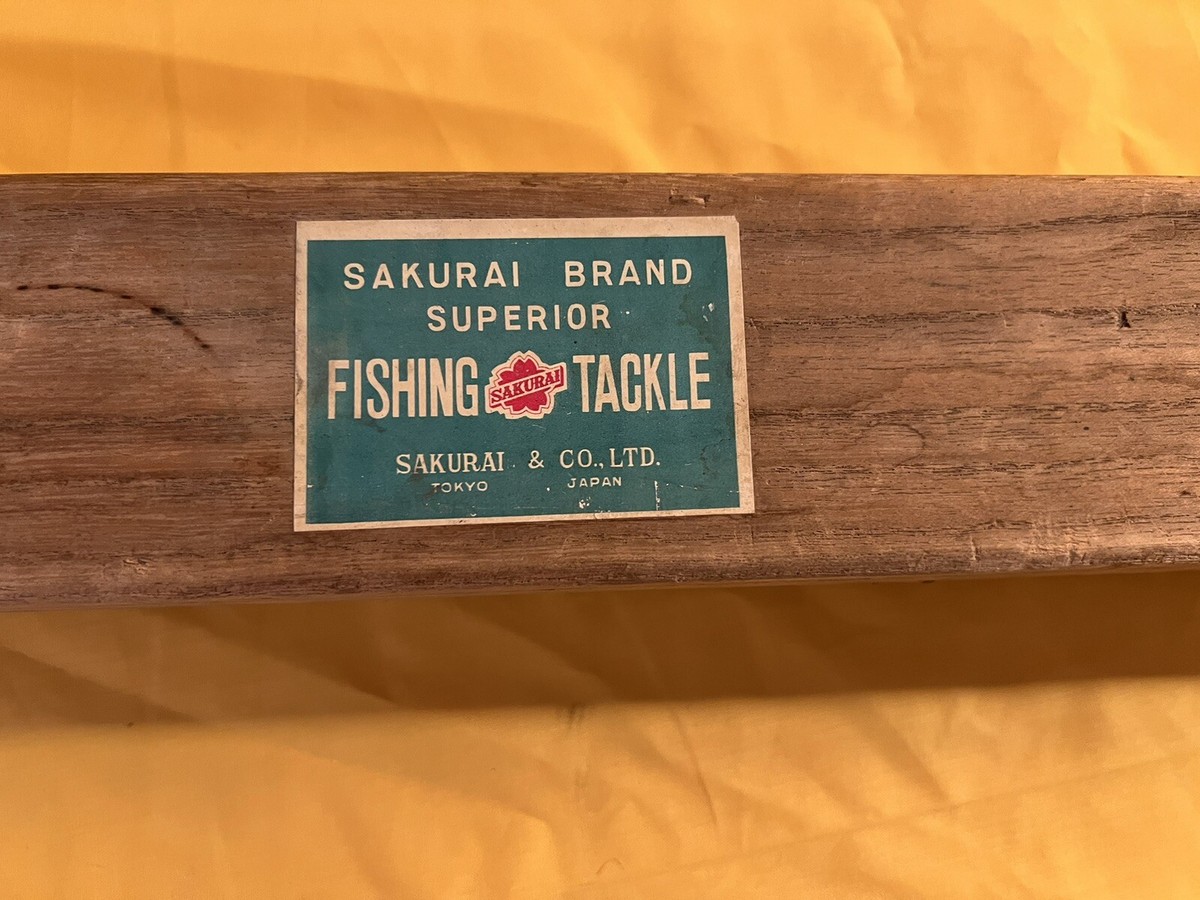 SAKURAI BRAND
SUPERIOR
FISHING SAKURAI TACKLE
SAKURAI & CO., LTD.
TOKYO JAPAN